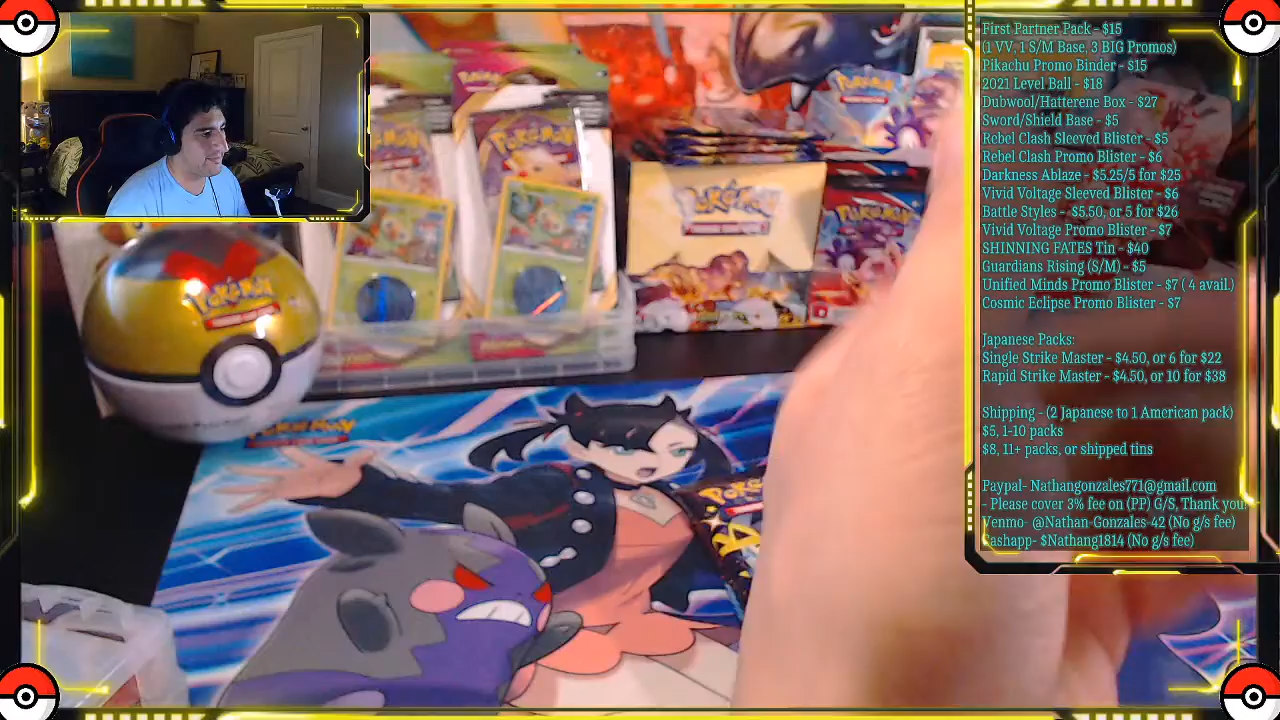 First Partner Pack - $15
(1 VV, 1 S/M Base, 3 BIG Promos)
Pikachu Promo Binder - $15
2021 Level Ball - $18
Dubwool/Hatterene Box - $27
Sword/Shield Base - $5
Rebel Clash Sleeved Blister - $5
Rebel Clash Promo Blister - $6
Darkness Ablaze - $5.25/5 for $25
Vivid Voltage Sleeved Blister - $6
Battle Styles - $5.50, or 5 for $26
Vivid Voltage Promo Blister - $7
SHINNING FATES Tin - $40
Guardians Rising (S/M) - $5
Unified Minds Promo Blister - $7 ( 4 avail.)
Cosmic Eclipse Promo Blister - $7
Japanese Packs:
Single Strike Master - $4.50, or 6 for $22
Rapid Strike Master - $4.50, or 10 for $38
Shipping - (2 Japanese to 1 American pack)
$5, 1-10 packs
$8, 11+ packs, or shipped tins
Paypal- Nathangonzales771@gmail.com
- Please cover 3% fee on (PP) G/S, Thank you
Venmo- @Nathan-Gonzales-42 (No g/s fee)
Cashapp- $Nathang1814 (No g/s fee)
Pokémon
Pokémon
Pokémon
Pokémon
Pokémon
Pokémon
Pokémon